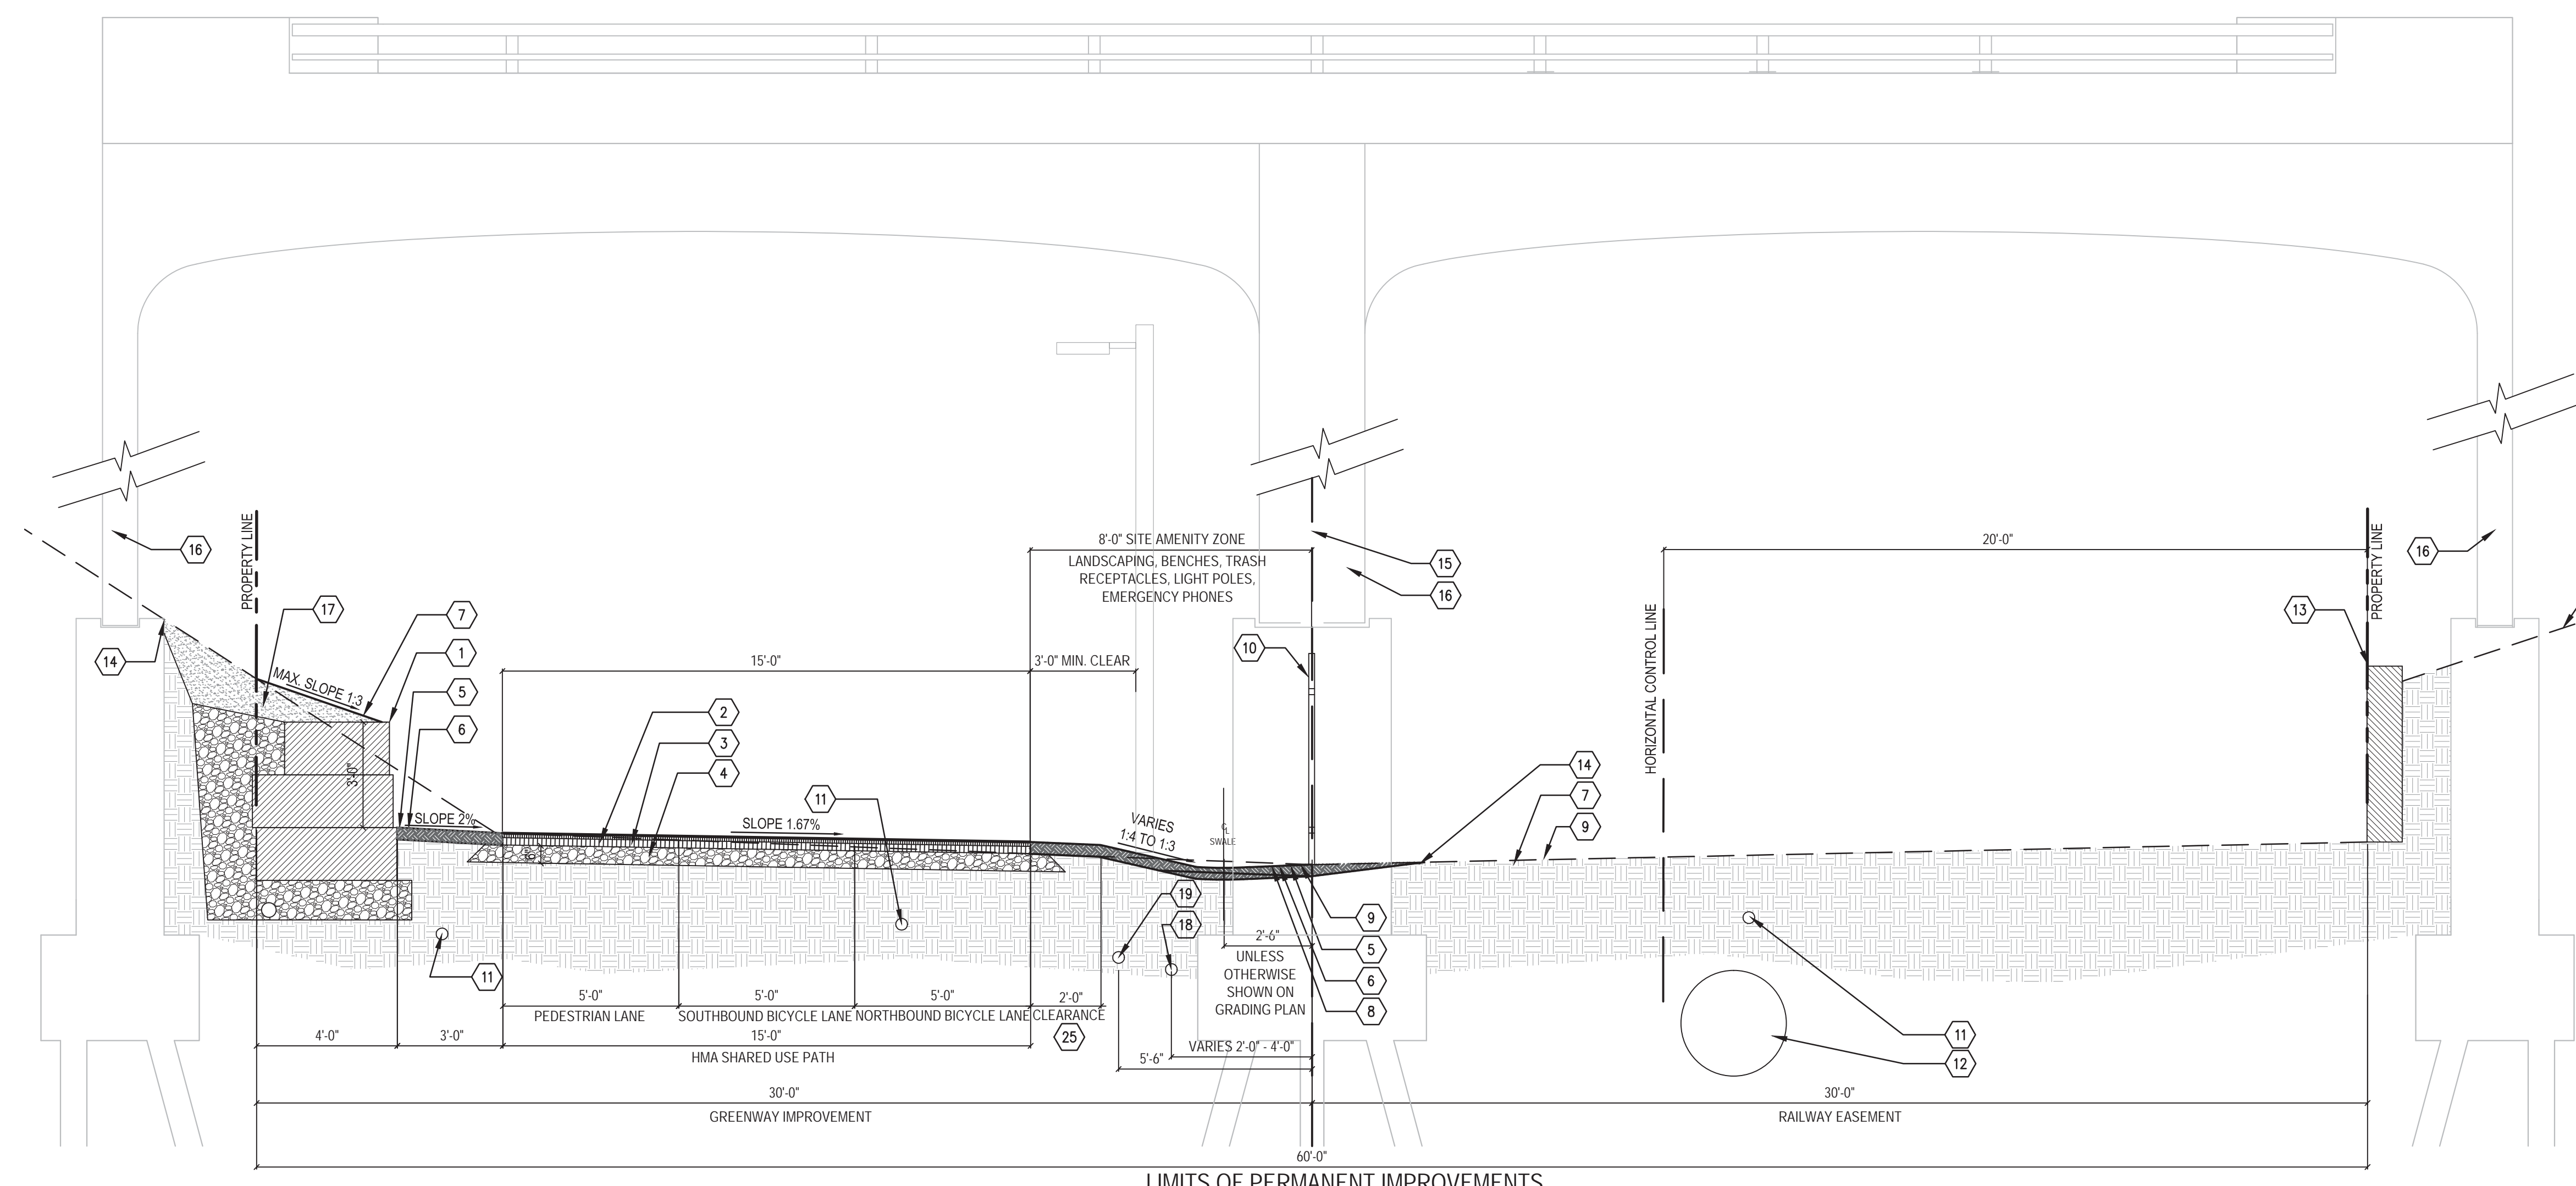 8'-0" SITE AMENITY ZONE
LANDSCAPING, BENCHES, TRASH
RECEPTACLES, LIGHT POLES,
EMERGENCY PHONES
20'-0"
PROPERTY LINE
PROPERTY LINE
HORIZONTAL CONTROL LINE
16
17
7
1
14
5
6
MAX. SLOPE 1:3
3'-0"
SLOPE 2%
15'-0"
3'-0" MIN. CLEAR
2
3
4
11
SLOPE 1.67%
VARIES
1:4 TO 1:3
CL
SWALE
15
16
10
14
7
9
13
16
19
18
9
5
6
8
2'-6"
UNLESS
OTHERWISE
SHOWN ON
GRADING PLAN
11
11
12
5'-0"
5'-0"
5'-0"
2'-0"
PEDESTRIAN LANE
SOUTHBOUND BICYCLE LANE
NORTHBOUND BICYCLE LANE
CLEARANCE
25
4'-0"
3'-0"
15'-0"
HMA SHARED USE PATH
VARIES 2'-0" - 4'-0"
5'-6"
30'-0"
GREENWAY IMPROVEMENT
30'-0"
RAILWAY EASEMENT
60'-0"
LIMITS OF PERMANENT IMPROVEMENTS